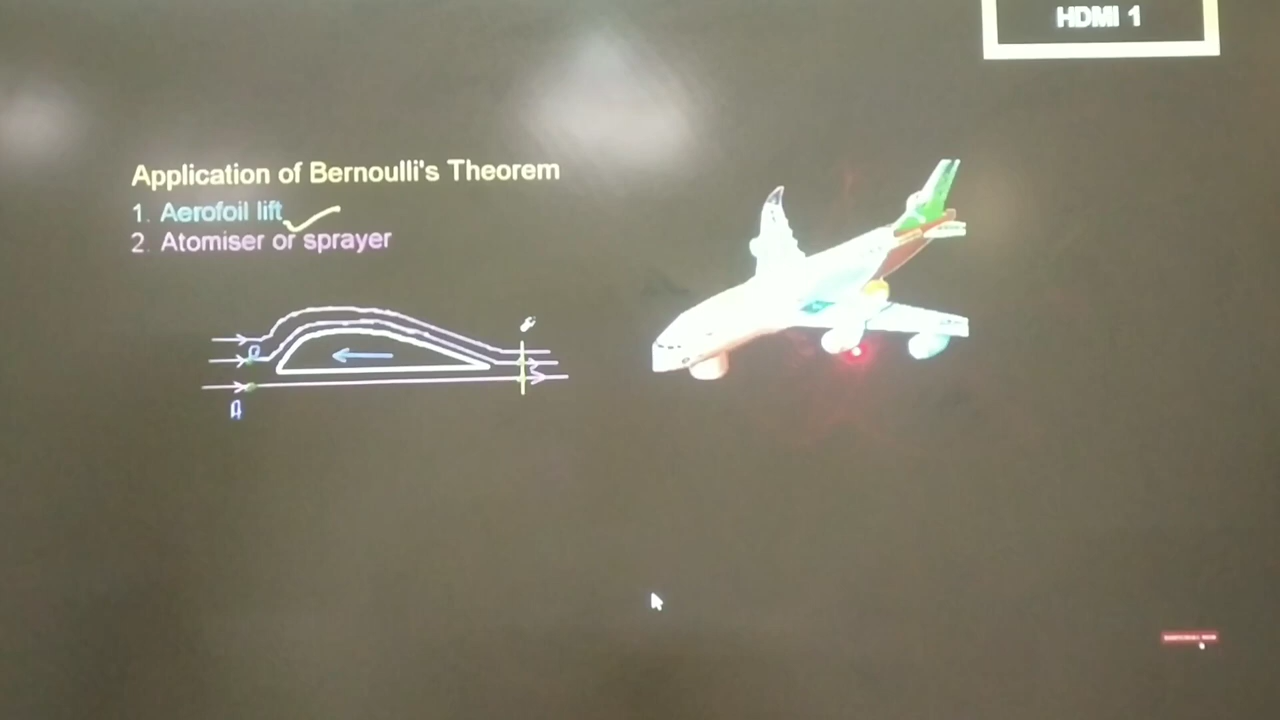 HDMI 1
Application of Bernoulli's Theorem
1. Aerofoil lift
2. Atomiser or sprayer
A